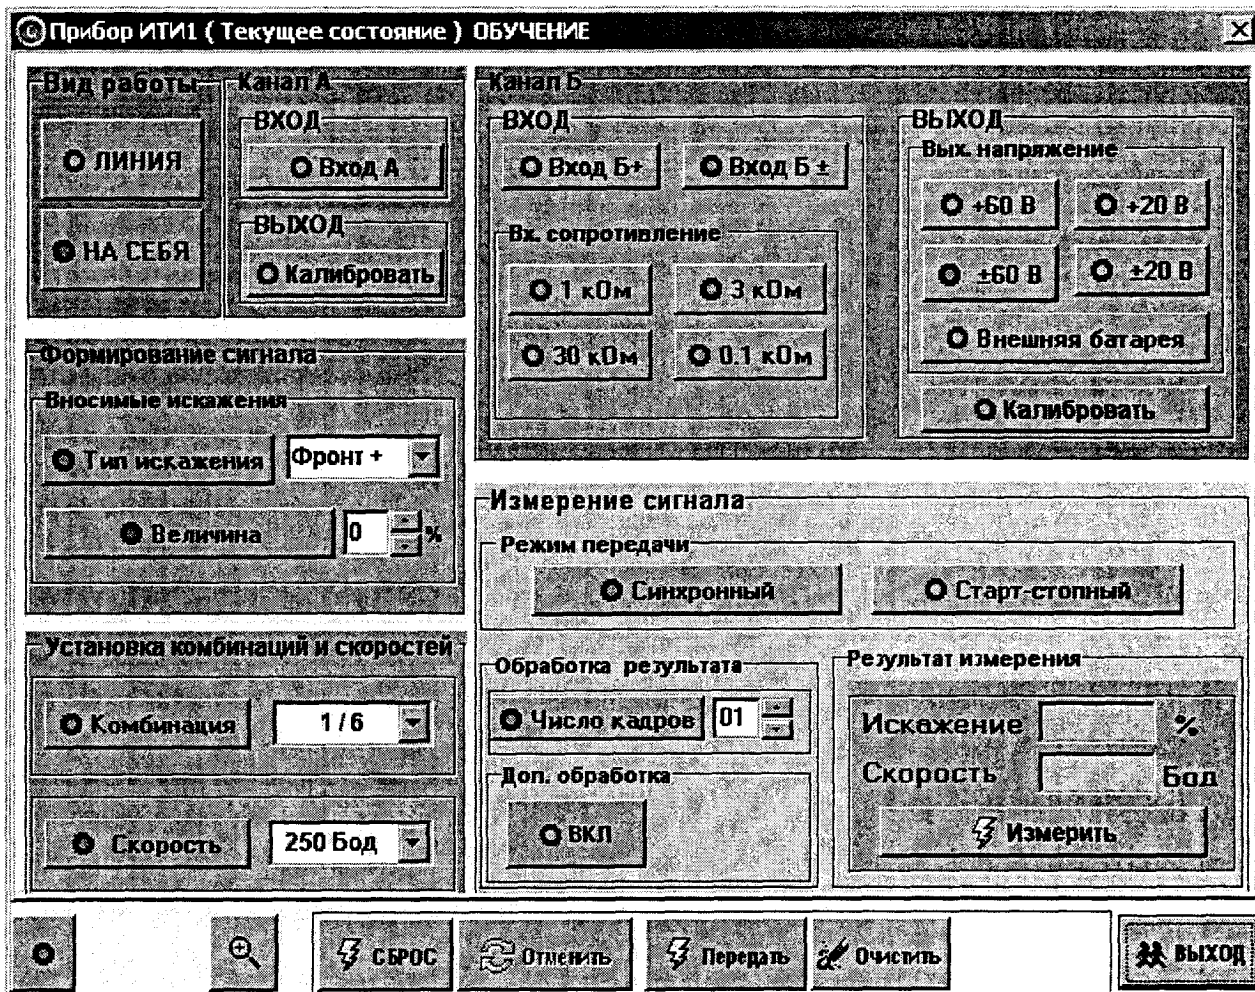 Прибор ИТИ1 ( Текущее состояние ) ОБУЧЕНИЕ
Вид работы
ЛИНИЯ
НА СЕБЯ
Канал А
ВХОД
Вход А
ВЫХОД
Калибровать
Канал Б
ВХОД
Вход Б+
Вход Б ±
Вх. сопротивление
1 кОм
3 кОм
30 кОм
0.1 кОм
ВЫХОД
Вых. напряжение
+60 В
+20 В
±60 В
±20 В
Внешняя батарея
Калибровать
Формирование сигнала
Вносимые искажения
Тип искажения
Фронт +
Величина
0
%
Установка комбинаций и скоростей
Комбинация
1 / 6
Скорость
250 Бод
Измерение сигнала
Режим передачи
Синхронный
Старт-стопный
Обработка результата
Число кадров
01
Доп. обработка
ВКЛ
Результат измерения
Искажение
%
Скорость
Бод
Измерить
СБРОС
Отменить
Передать
Очистить
ВЫХОД